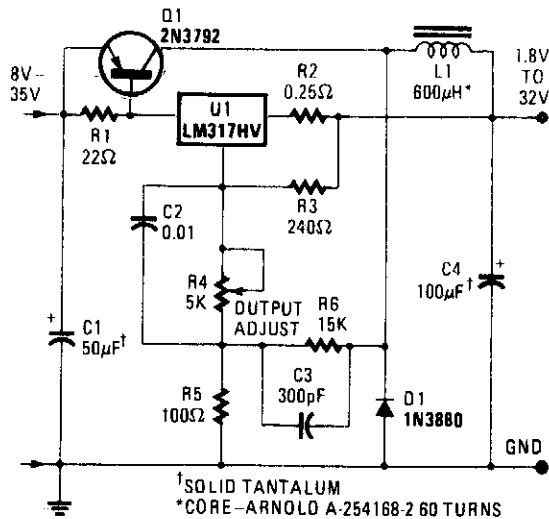 Q1
2N3792
8V–
35V
R1
22Ω
U1
LM317HV
R2
0.25Ω
L1
600μH*
1.8V
TO
32V
C2
0.01
R3
240Ω
R4
5K
OUTPUT
ADJUST
R6
15K
C4
100μF†
+
C1
50μF†
+
R5
100Ω
C3
300pF
D1
1N3880
GND
†SOLID TANTALUM
*CORE–ARNOLD A-254168-2 60 TURNS